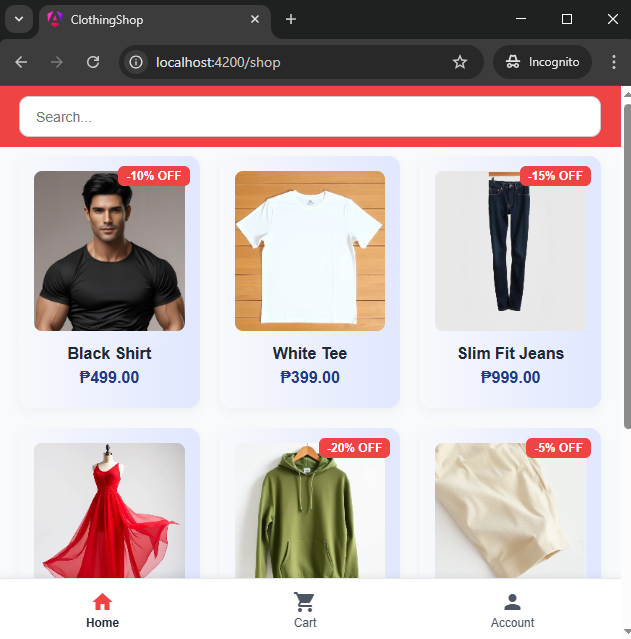 ClothingShop
localhost:4200/shop
Incognito
Search...
-10% OFF
-15% OFF
Black Shirt
White Tee
Slim Fit Jeans
₱499.00
₱399.00
₱999.00
-20% OFF
-5% OFF
Home
Cart
Account